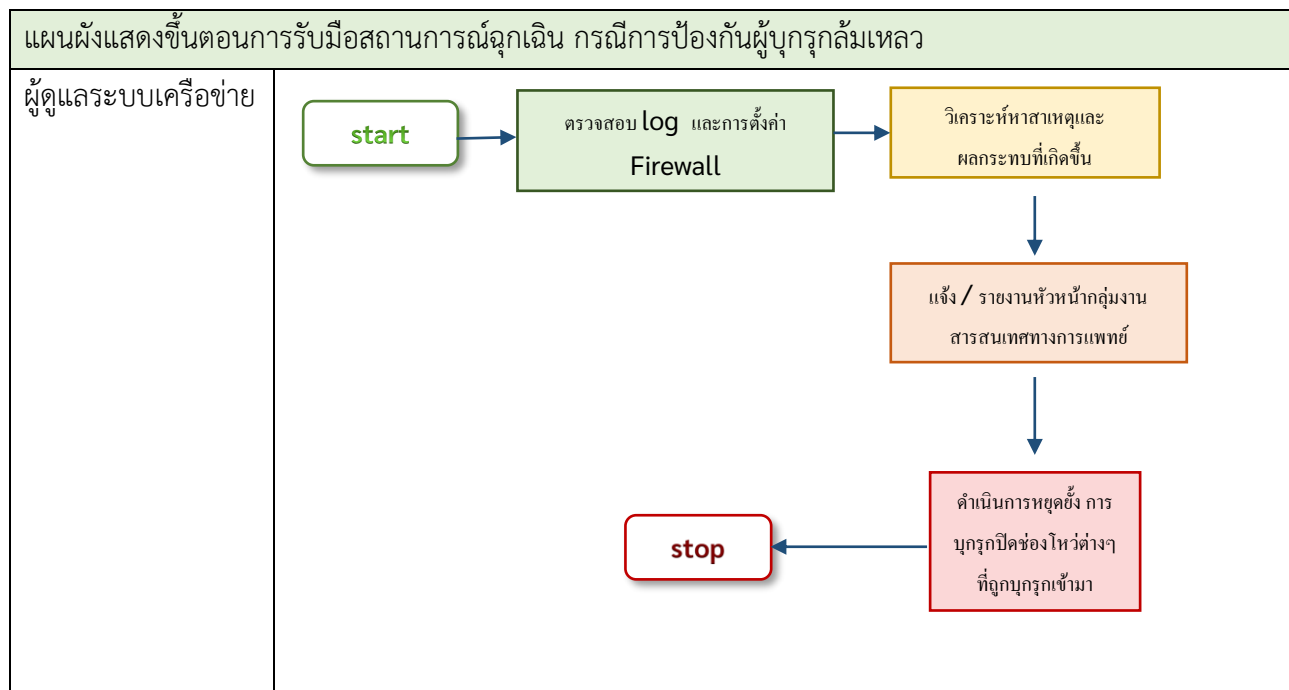 แผนผังแสดงขั้นตอนการรับมือสถานการณ์ฉุกเฉิน กรณีการป้องกันผู้บุกรุกล้มเหลว
ผู้ดูแลระบบเครือข่าย
start
ตรวจสอบ log และการตั้งค่า
Firewall
วิเคราะห์หาสาเหตุและ
ผลกระทบที่เกิดขึ้น
แจ้ง / รายงานหัวหน้ากลุ่มงาน
สารสนเทศทางการแพทย์
ดำเนินการหยุดยั้ง การ
บุกรุกปิดช่องโหว่ต่างๆ
ที่ถูกบุกรุกเข้ามา
stop